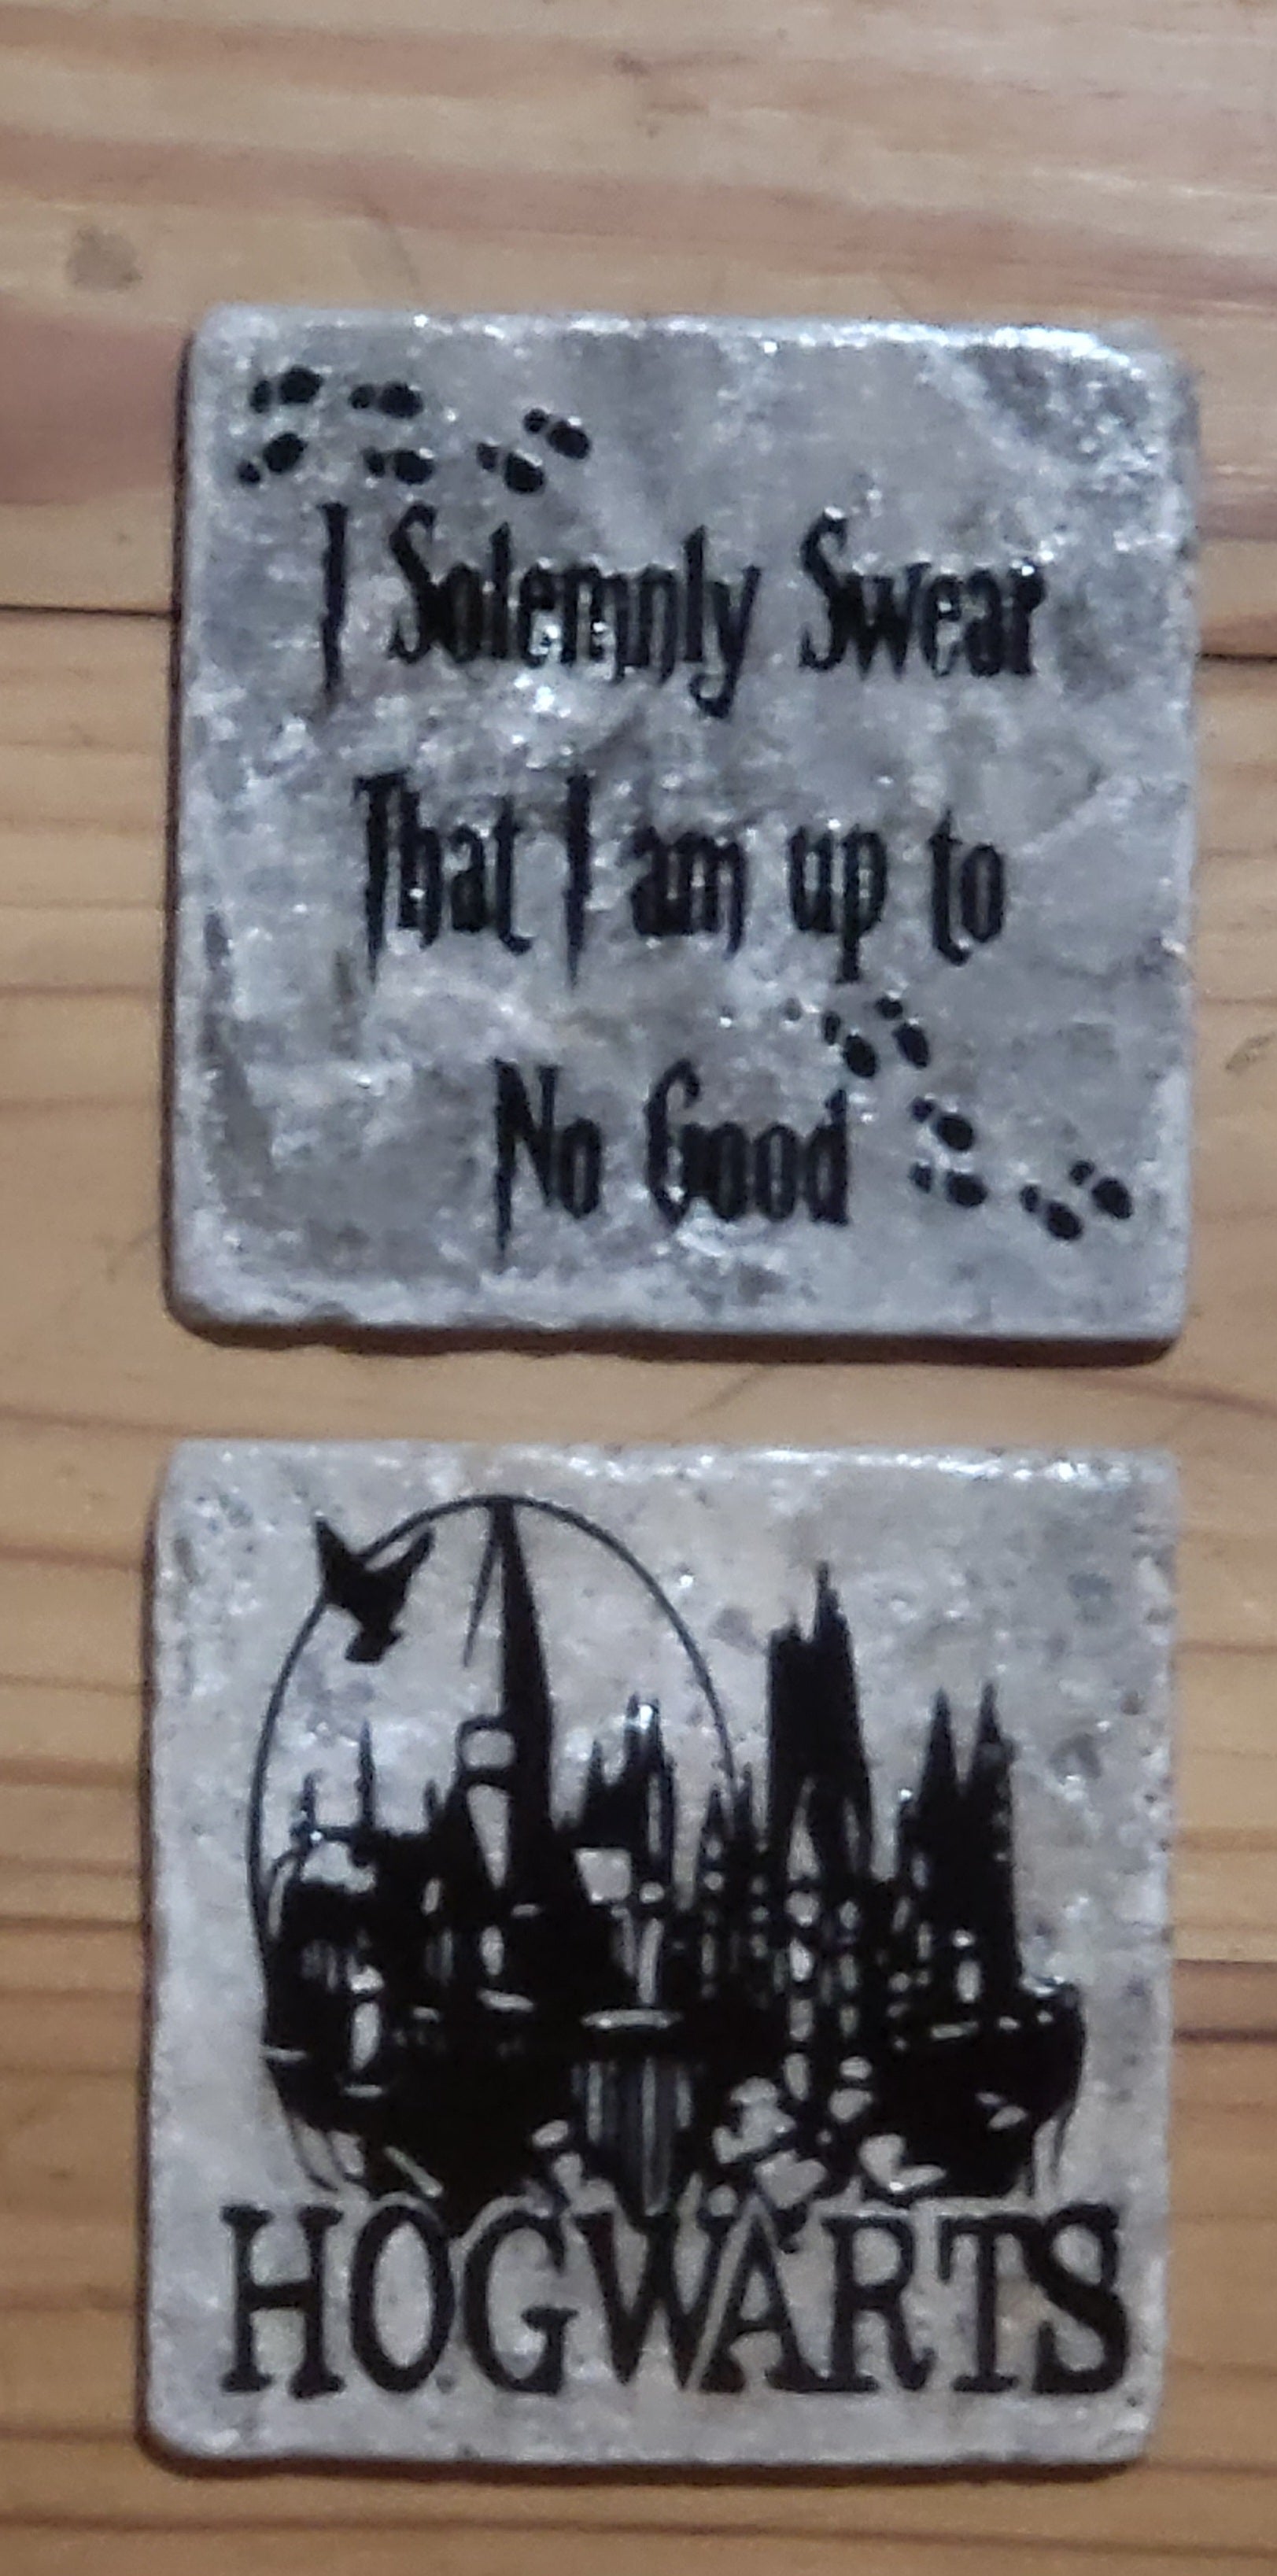 I Solemnly Swear
That I am up to
No Good
HOGWARTS